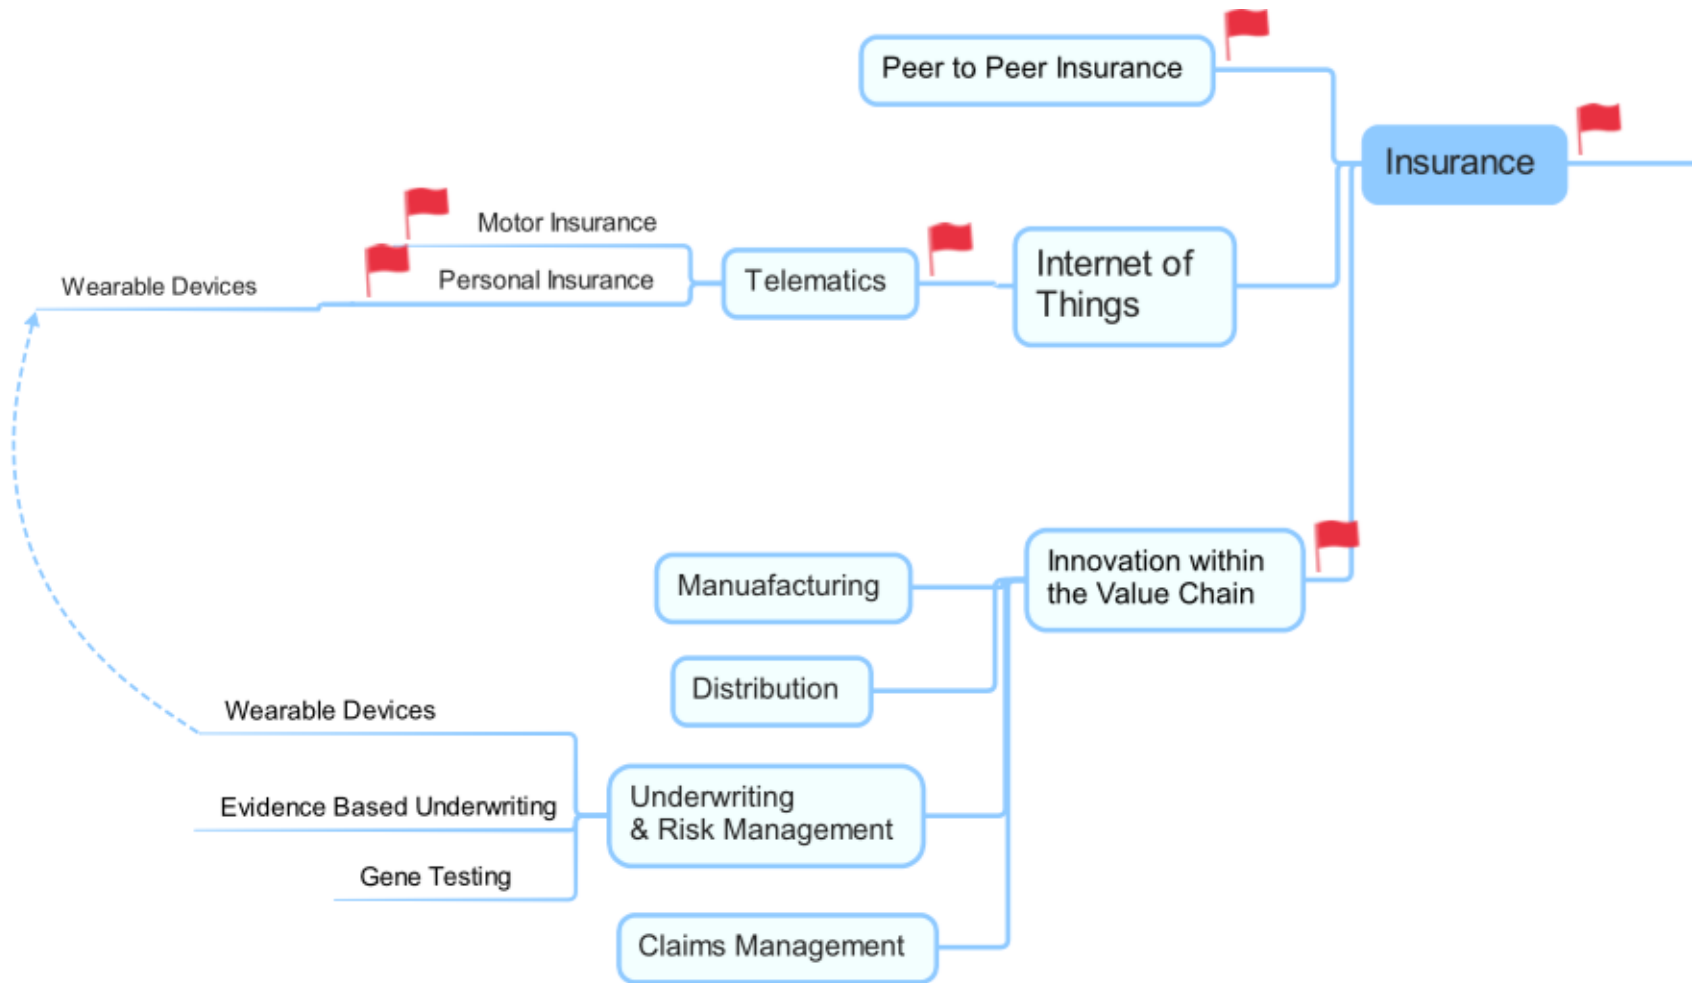 Peer to Peer Insurance
Insurance
Motor Insurance
Personal Insurance
Wearable Devices
Telematics
Internet of
Things
Innovation within
the Value Chain
Manuafacturing
Distribution
Wearable Devices
Evidence Based Underwriting
Gene Testing
Underwriting
& Risk Management
Claims Management